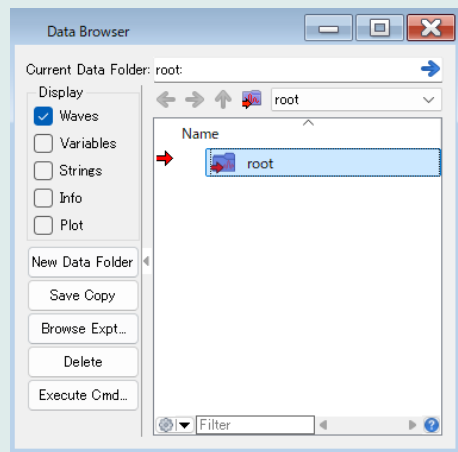 Data Browser
Current Data Folder: root:
Display
Waves
Variables
Strings
Info
Plot
New Data Folder
Save Copy
Browse Expt...
Delete
Execute Cmd...
root
Name
root
Filter